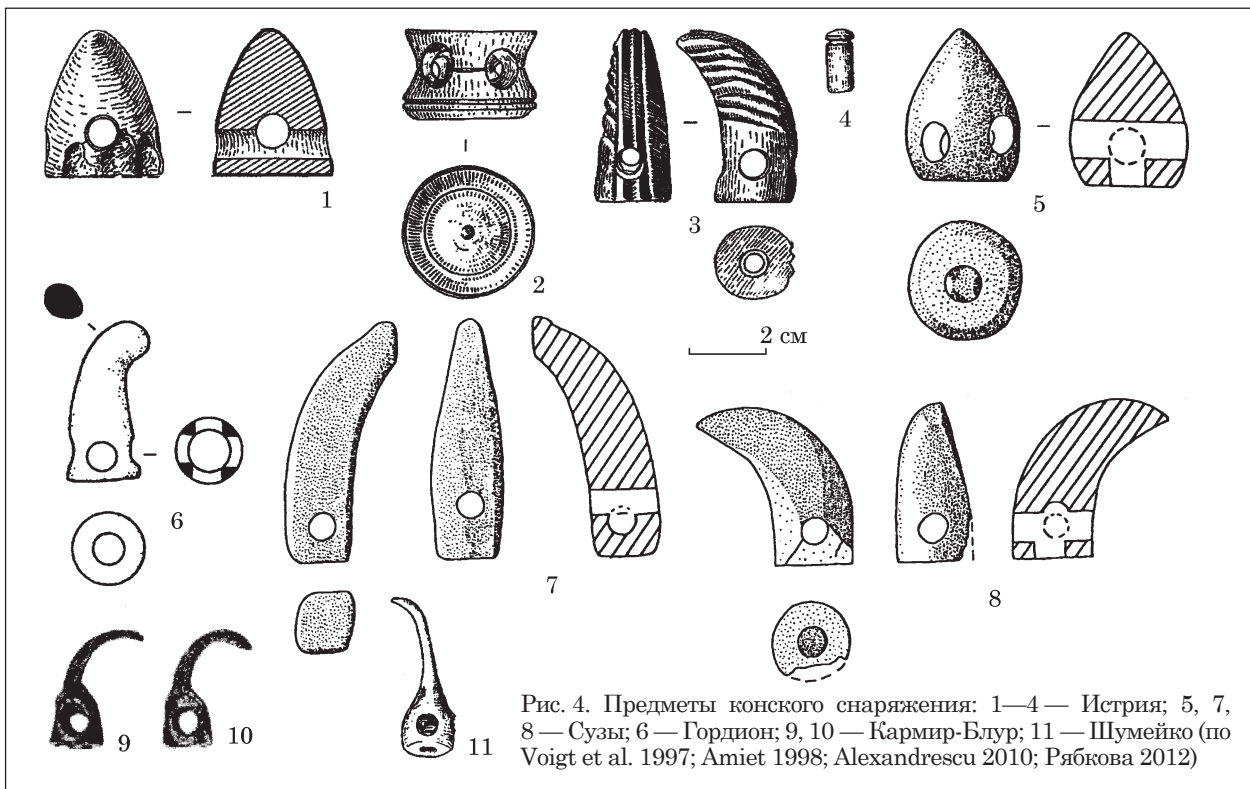 1
2
3
4
5
2 см
6
7
8
9
10
11
Рис. 4. Предметы конского снаряжения: 1—4 — Истрия; 5, 7,
8 — Сузы; 6 — Гордион; 9, 10 — Кармир-Блур; 11 — Шумейко (по
Voigt et al. 1997; Amiet 1998; Alexandrescu 2010; Рябкова 2012)